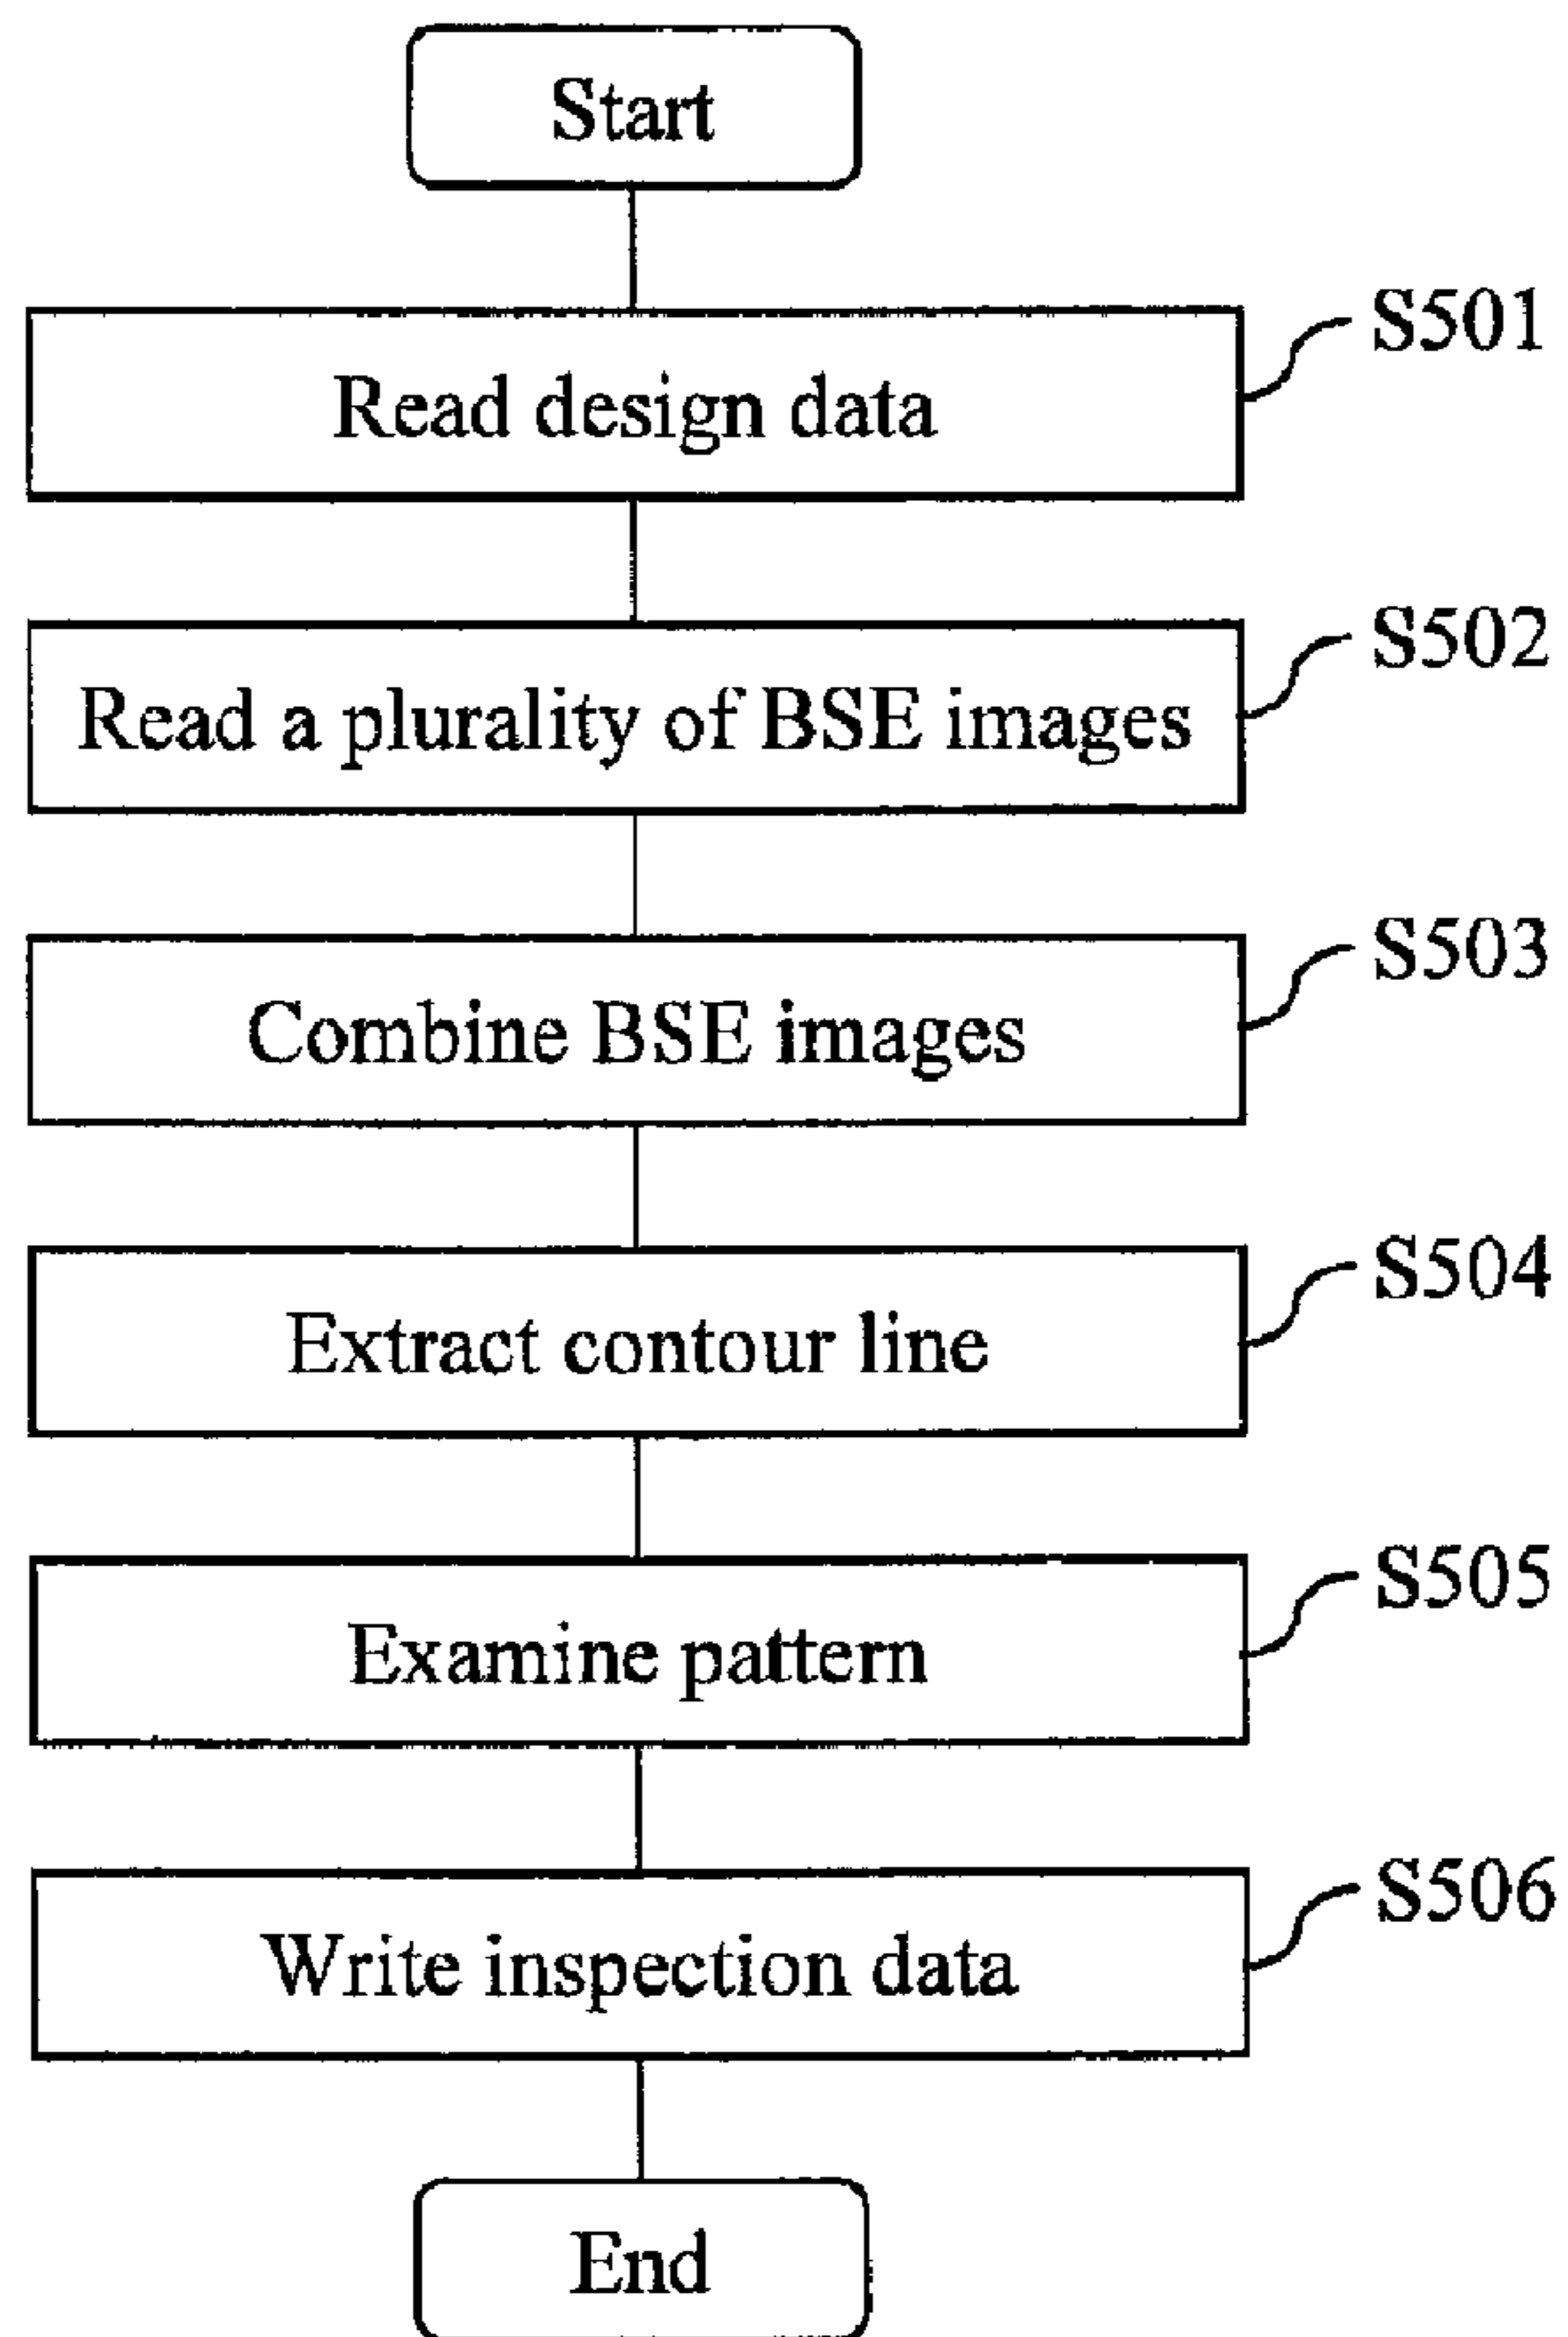 Start
S501
Read design data
S502
Read a plurality of BSE images
S503
Combine BSE images
S504
Extract contour line
S505
Examine pattern
S506
Write inspection data
End